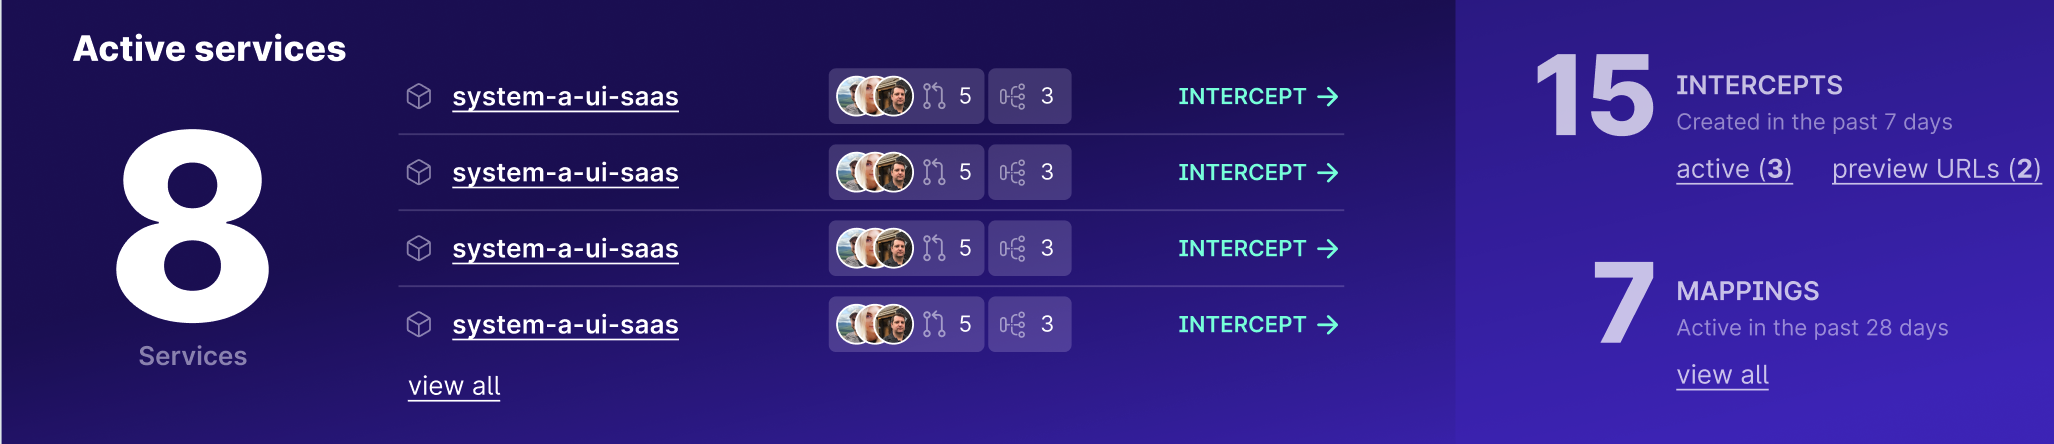 Active services
8
Services
system-a-ui-saas 5 3 INTERCEPT →
system-a-ui-saas 5 3 INTERCEPT →
system-a-ui-saas 5 3 INTERCEPT →
system-a-ui-saas 5 3 INTERCEPT →
view all
15
INTERCEPTS
Created in the past 7 days
active (3) preview URLs (2)
7
MAPPINGS
Active in the past 28 days
view all